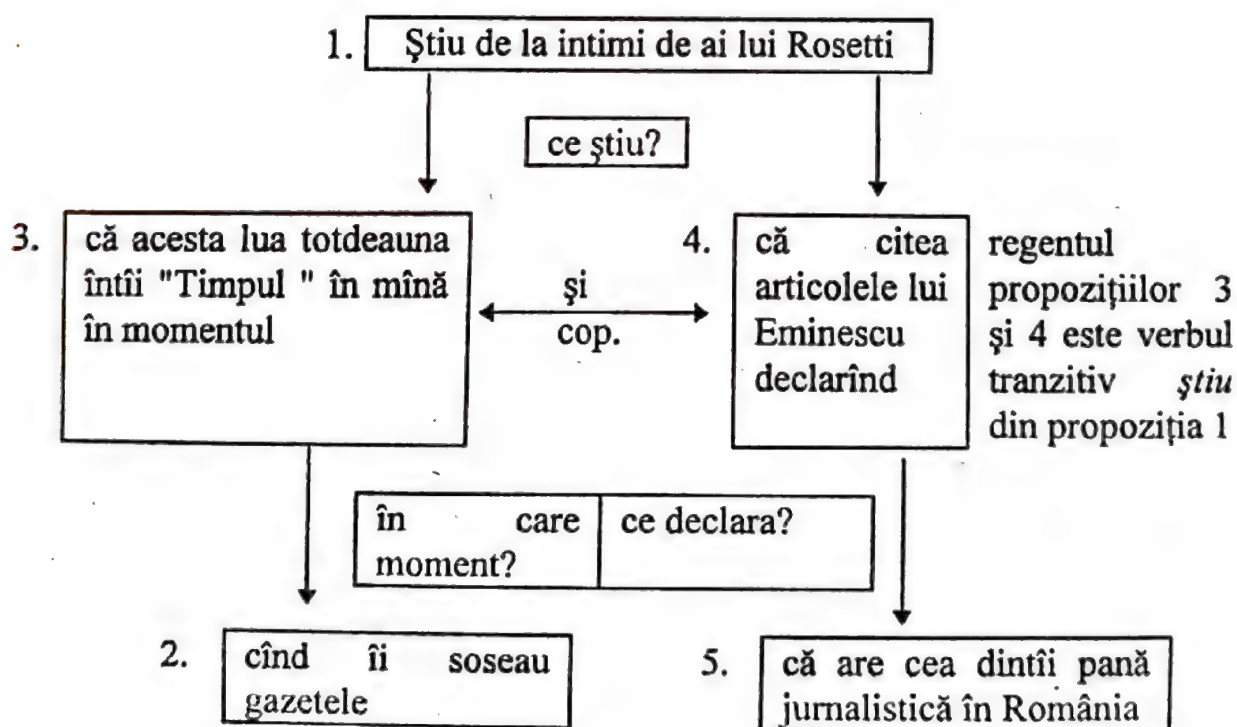 1. Ştiu de la intimi de ai lui Rosetti
ce ştiu?
3. că acesta lua totdeauna
întîi "Timpul " în mînă
în momentul
şi
cop.
4. că citea
articolele lui
Eminescu
declarînd
regentul
propoziţiilor 3
şi 4 este verbul
tranzitiv ştiu
din propoziţia 1
în care
moment?
ce declara?
2. cînd îi soseau
gazetele
5. că are cea dintîi pană
jurnalistică în România